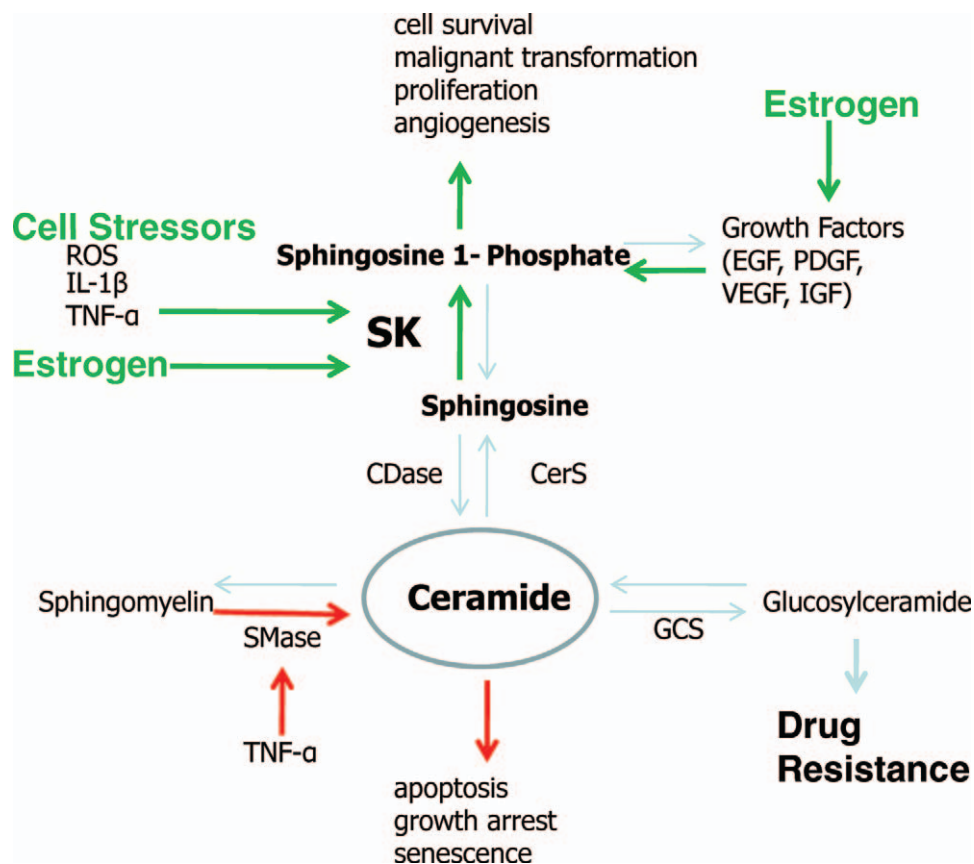 cell survival
malignant transformation
proliferation
angiogenesis
Estrogen
Cell Stressors
ROS
IL-1β
TNF-α
Sphingosine 1- Phosphate
Growth Factors
(EGF, PDGF,
VEGF, IGF)
SK
Estrogen
Sphingosine
CDase
CerS
Ceramide
Sphingomyelin
SMase
Glucosylceramide
GCS
TNF-α
Drug
Resistance
apoptosis
growth arrest
senescence